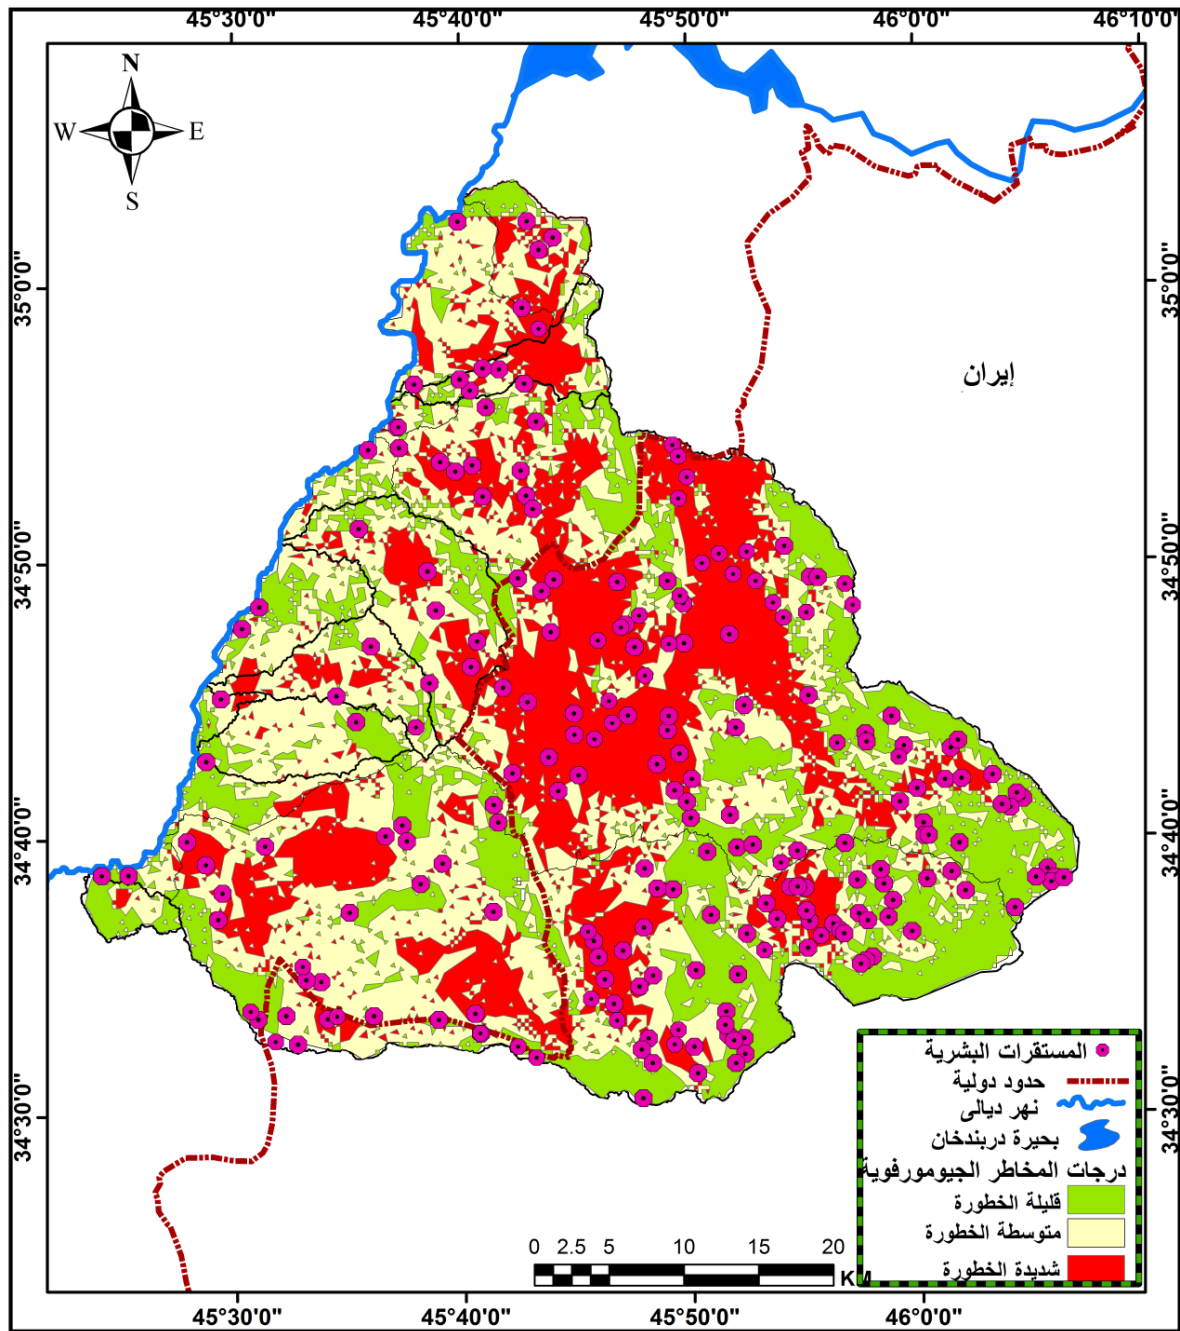 45°30'0"
45°40'0"
45°50'0"
46°0'0"
46°10'0"
N
W
E
S
35°0'0"
35°0'0"
إيران
34°50'0"
34°50'0"
34°40'0"
34°40'0"
34°30'0"
34°30'0"
المستقرات البشرية
حدود دولية
نهر ديالى
بحيرة دربندخان
درجات المخاطر الجيومورفوية
قليلة الخطورة
متوسطة الخطورة
شديدة الخطورة
0 2.5 5 10 15 20
KM
45°30'0"
45°40'0"
45°50'0"
46°0'0"